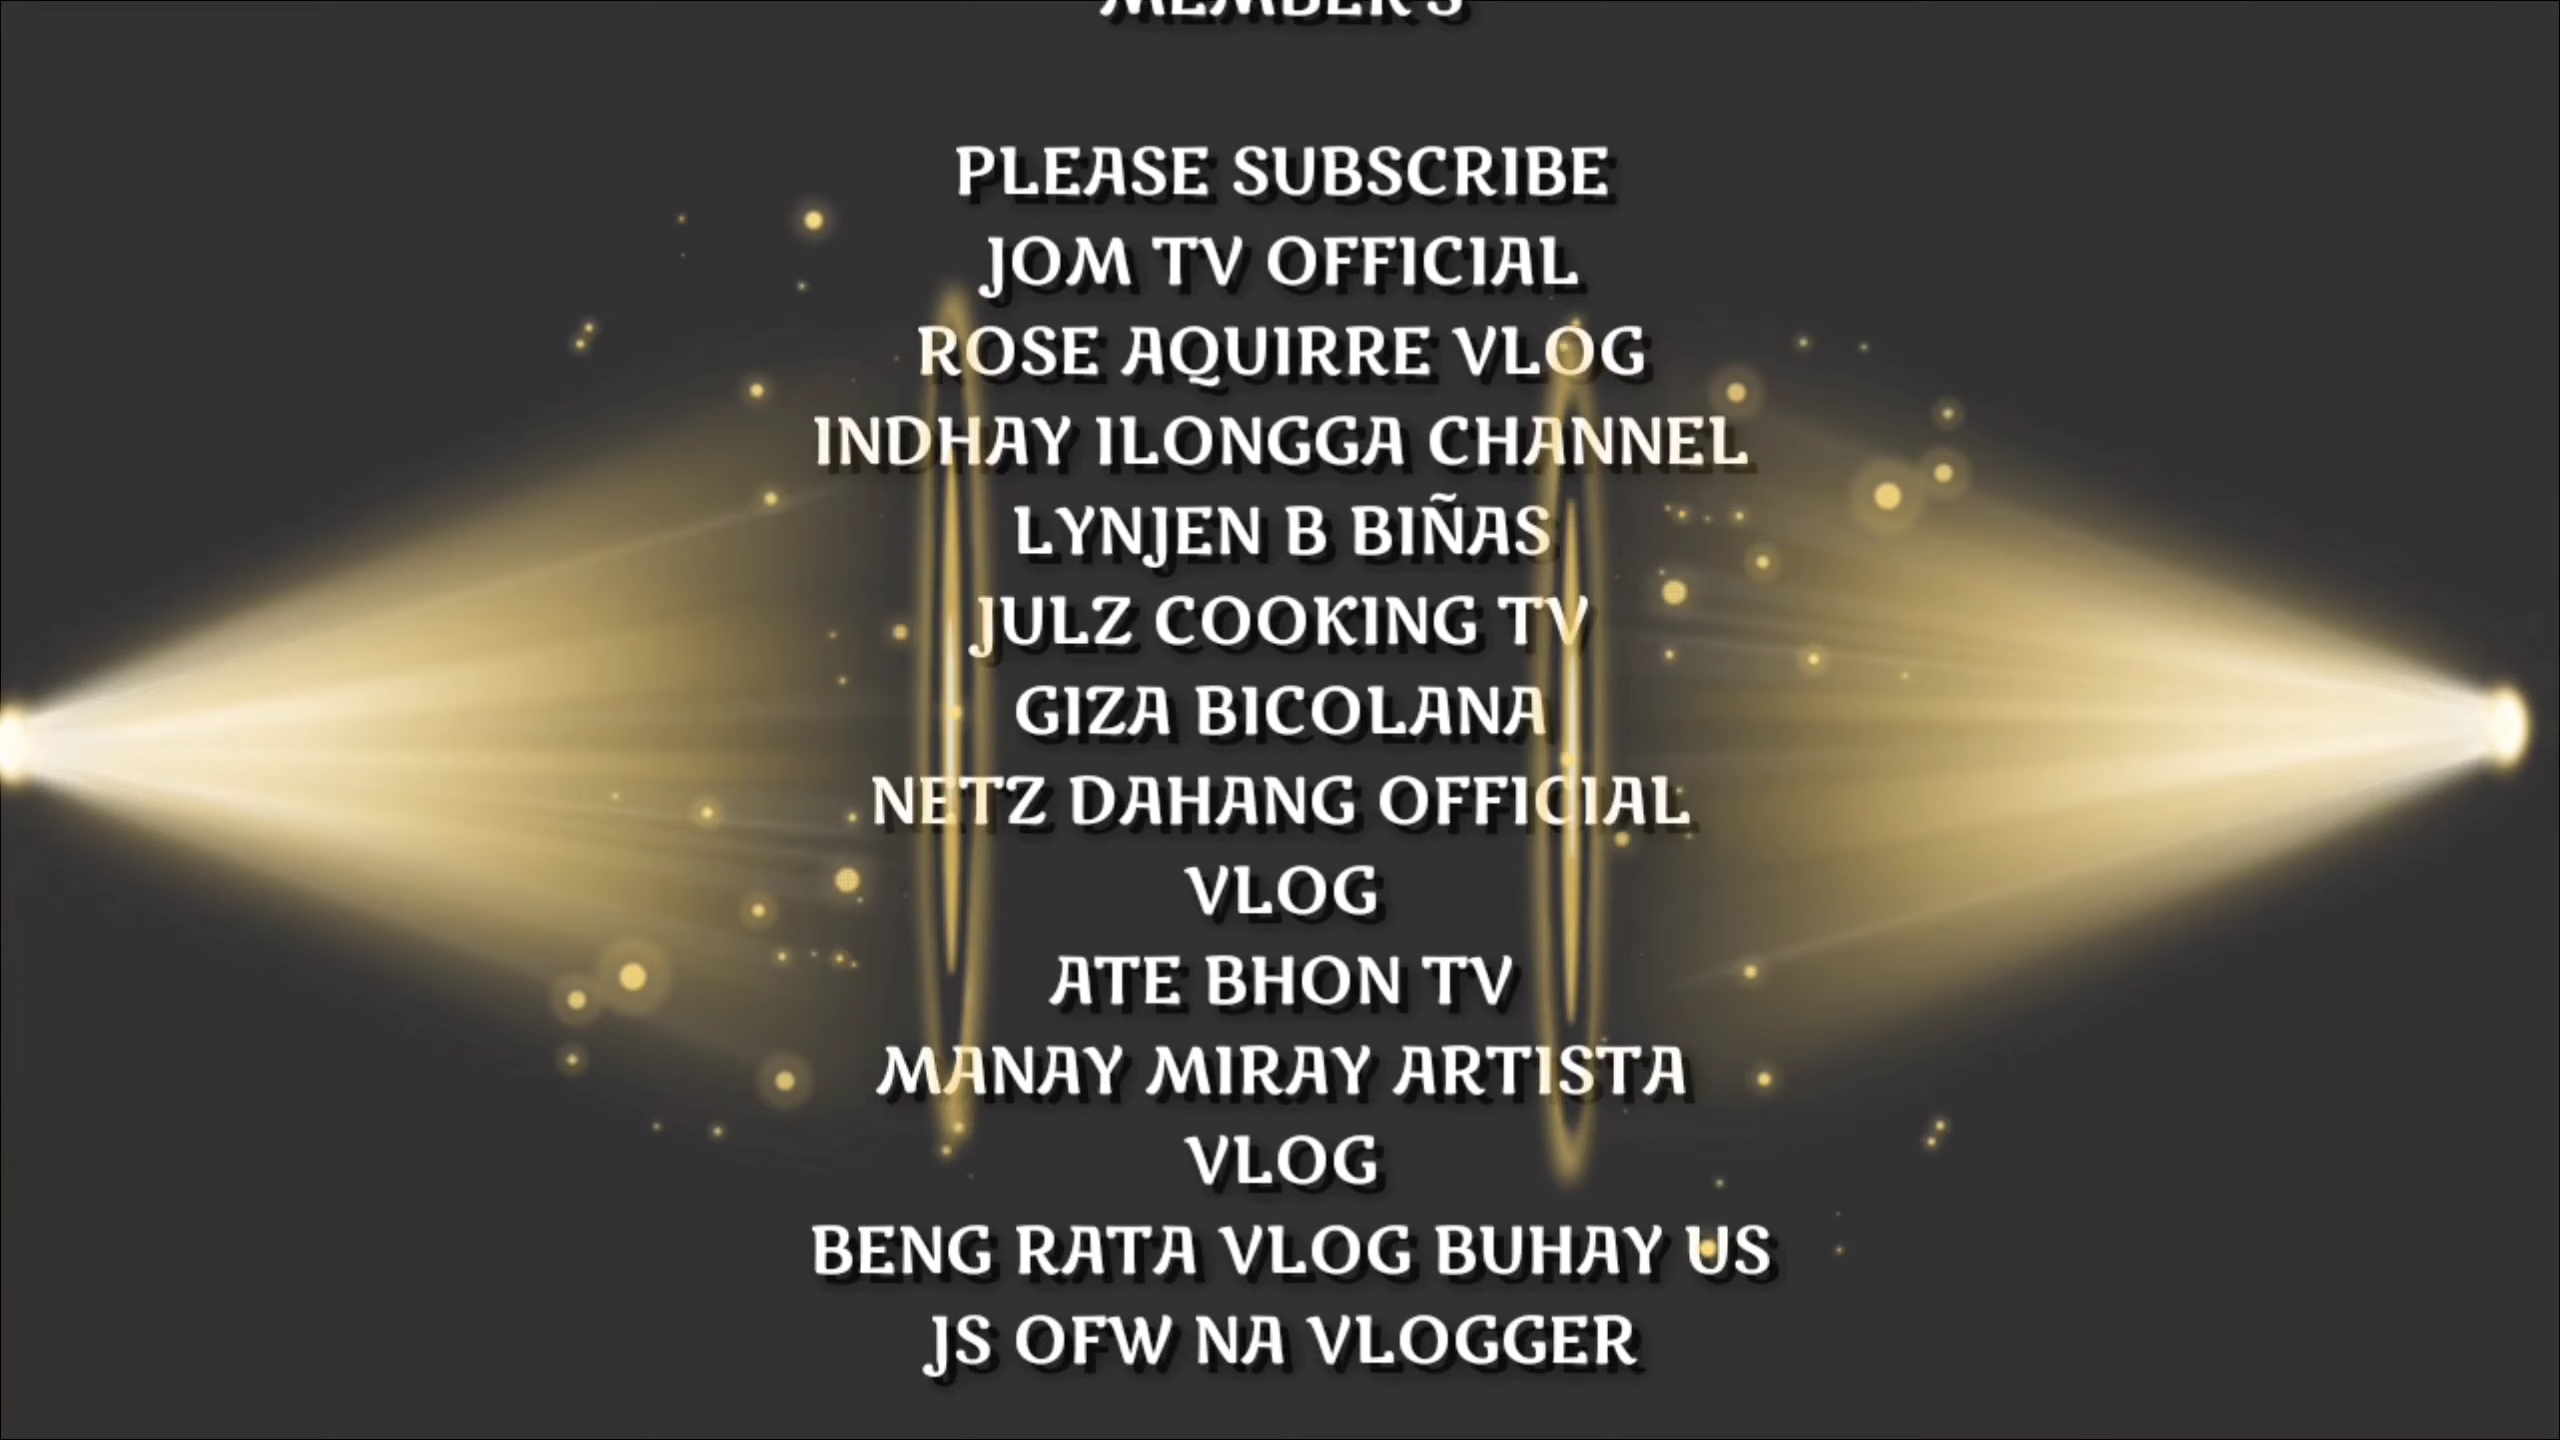 MEMBER'S
PLEASE SUBSCRIBE
JOM TV OFFICIAL
ROSE AQUIRRE VLOG
INDHAY ILONGGA CHANNEL
LYNJEN B BIÑAS
JULZ COOKING TV
GIZA BICOLANA
NETZ DAHANG OFFICIAL
VLOG
ATE BHON TV
MANAY MIRAY ARTISTA
VLOG
BENG RATA VLOG BUHAY US
JS OFW NA VLOGGER